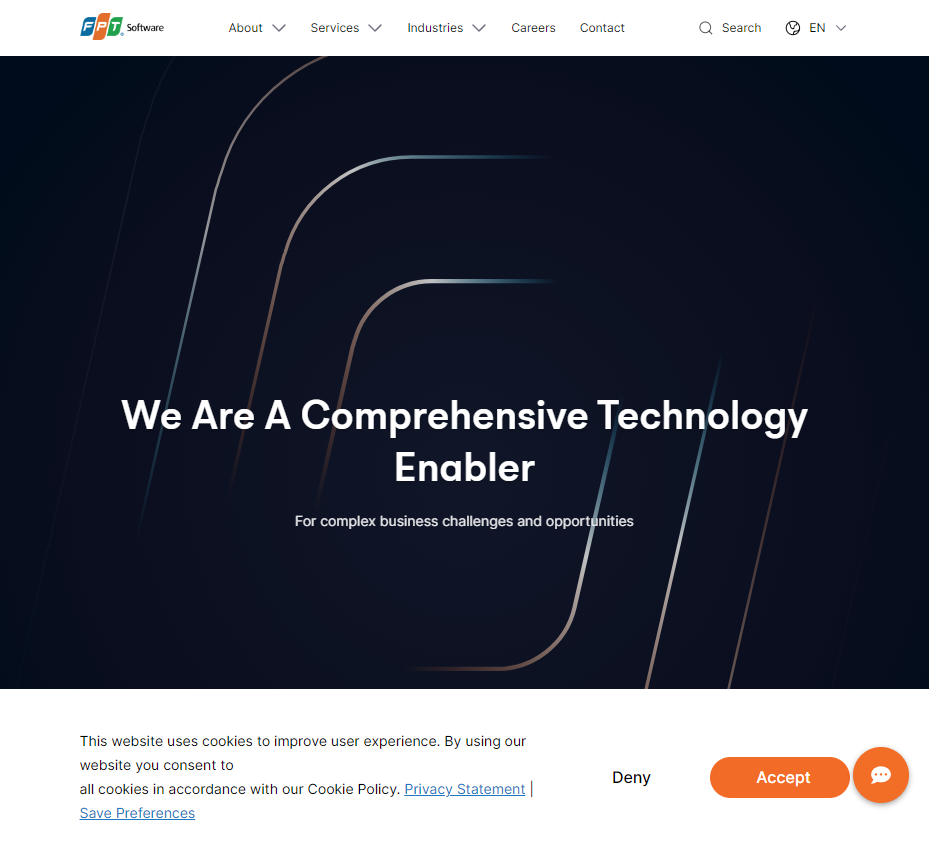 FPT Software
About
Services
Industries
Careers
Contact
Search
EN
We Are A Comprehensive Technology
Enabler
For complex business challenges and opportunities
This website uses cookies to improve user experience. By using our
website you consent to
all cookies in accordance with our Cookie Policy. Privacy Statement |
Save Preferences
Deny
Accept